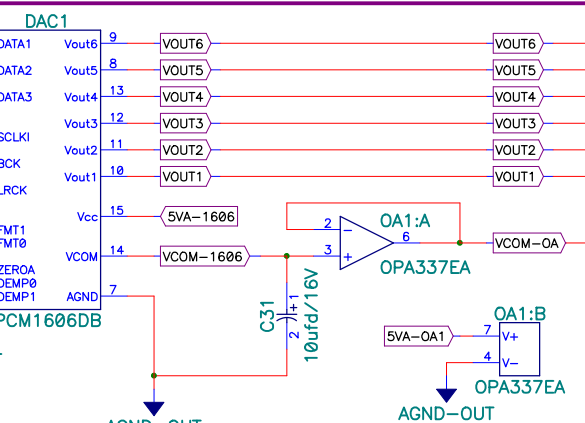 DAC1
DATA1 Vout6 9 VOUT6 VOUT6
DATA2 Vout5 8 VOUT5 VOUT5
DATA3 Vout4 13 VOUT4 VOUT4
Vout3 12 VOUT3 VOUT3
SCLKI
Vout2 11 VOUT2 VOUT2
BCK
Vout1 10 VOUT1 VOUT1
LRCK
Vcc 15 5VA-1606
FMT1
FMT0
VCOM 14 VCOM-1606
ZEROA
DEMP0
DEMP1
AGND 7
PCM1606DB
2 -
3 +
OA1:A
6
OPA337EA
VCOM-OA
C31
+ 1
2
10ufd/16V
OA1:B
5VA-OA1 7 V+
4 V-
OPA337EA
AGND-OUT
AGND-OUT